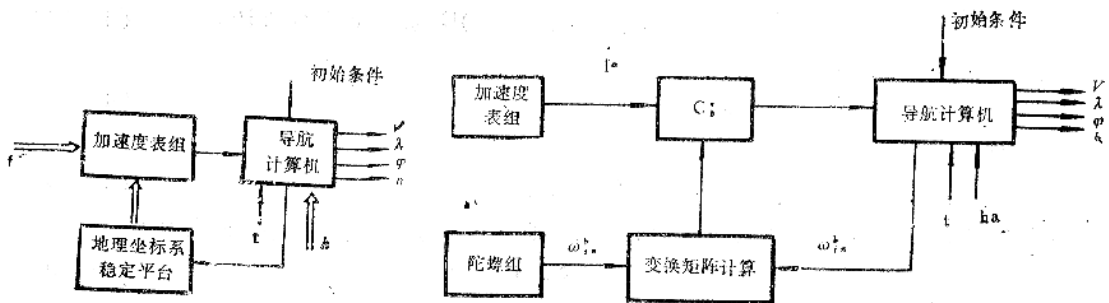 初始条件
f
加速度表组
导航
计算机
λ
φ
t
h
地理坐标系
稳定平台
初始条件
加速度
表组
导航计算机
V
λ
φ
h
t
ha
陀螺组
变换矩阵计算